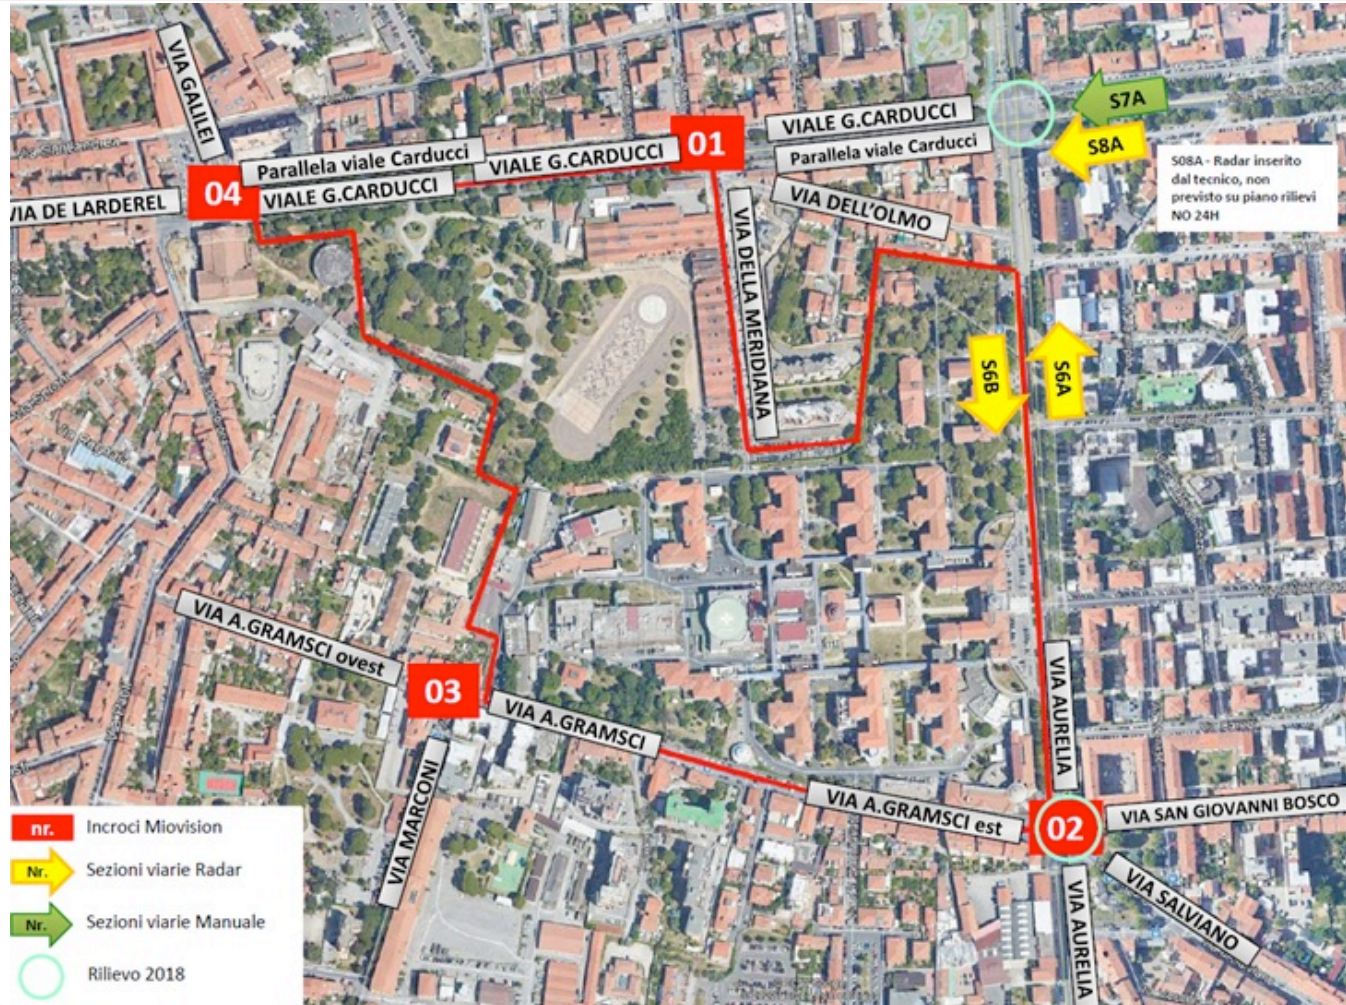 VIA GALILEI
S7A
VIALE G.CARDUCCI
01
S8A
Parallela viale Carducci
VIALE G.CARDUCCI
Parallela viale Carducci
S08A - Radar inserito
dal tecnico, non
previsto su piano rilievi
NO 24H
04
VIALE G.CARDUCCI
VIA DE LARDEREL
VIA DELL'OLMO
VIA DELLA MERIDIANA
S6B
S6A
VIA A.GRAMSCI ovest
03
VIA A.GRAMSCI
VIA AURELIA
VIA MARCONI
VIA A.GRAMSCI est
02
VIA SAN GIOVANNI BOSCO
VIA SALVIANO
VIA AURELIA
nr. Incroci Miovision
Nr. Sezioni viarie Radar
Nr. Sezioni viarie Manuale
Rilievo 2018